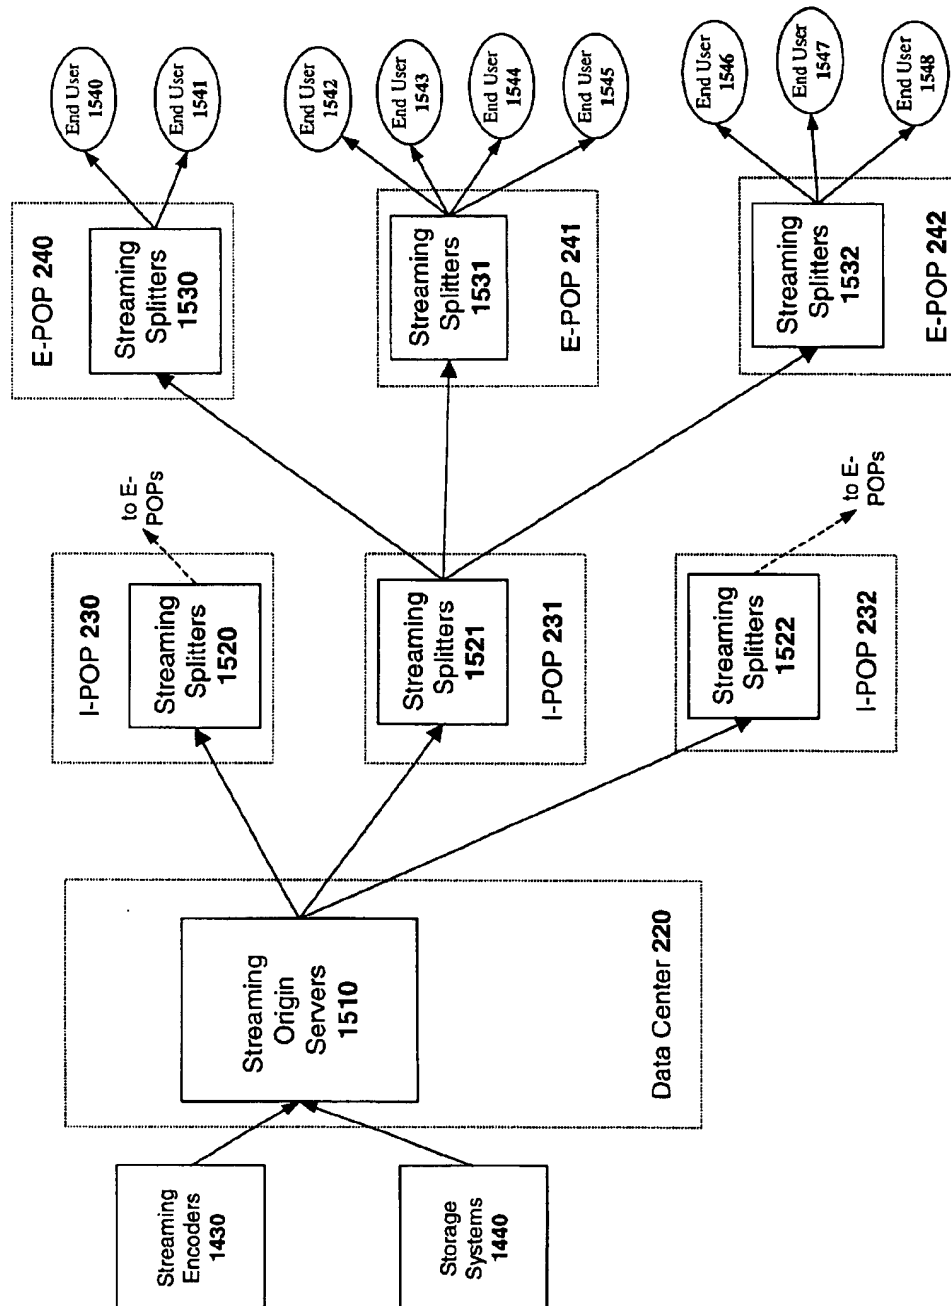 Streaming
Encoders
1430
Storage
Systems
1440
Streaming
Origin
Servers
1510
Data Center 220
I-POP 230
Streaming
Splitters
1520
to E-
POPs
Streaming
Splitters
1521
I-POP 231
Streaming
Splitters
1522
I-POP 232
to E-
POPs
E-POP 240
Streaming
Splitters
1530
Streaming
Splitters
1531
E-POP 241
Streaming
Splitters
1532
E-POP 242
End User
1540
End User
1541
End User
1542
End User
1543
End User
1544
End User
1545
End User
1546
End User
1547
End User
1548